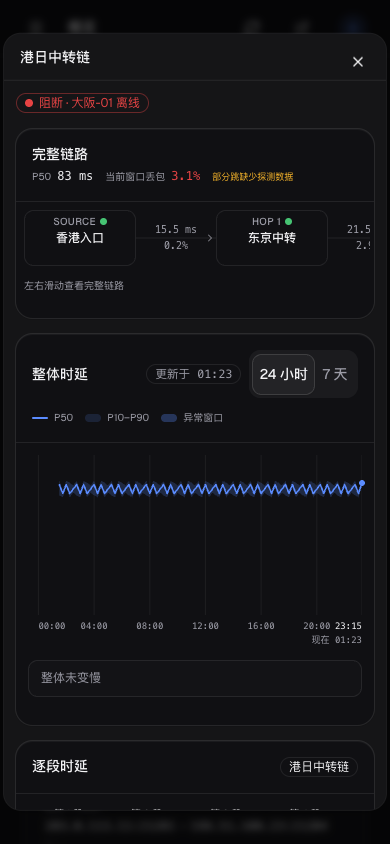 港日中转链
阻断 · 大阪-01 离线
完整链路
P50 83 ms 当前窗口丢包 3.1% 部分跳缺少探测数据
SOURCE
香港入口
15.5 ms
0.2%
HOP 1
东京中转
21.5
2.
左右滑动查看完整链路
整体时延
更新于 01:23
24 小时
7 天
P50 P10–P90 异常窗口
00:00 04:00 08:00 12:00 16:00 20:00 23:15
现在 01:23
整体未变慢
逐段时延
港日中转链